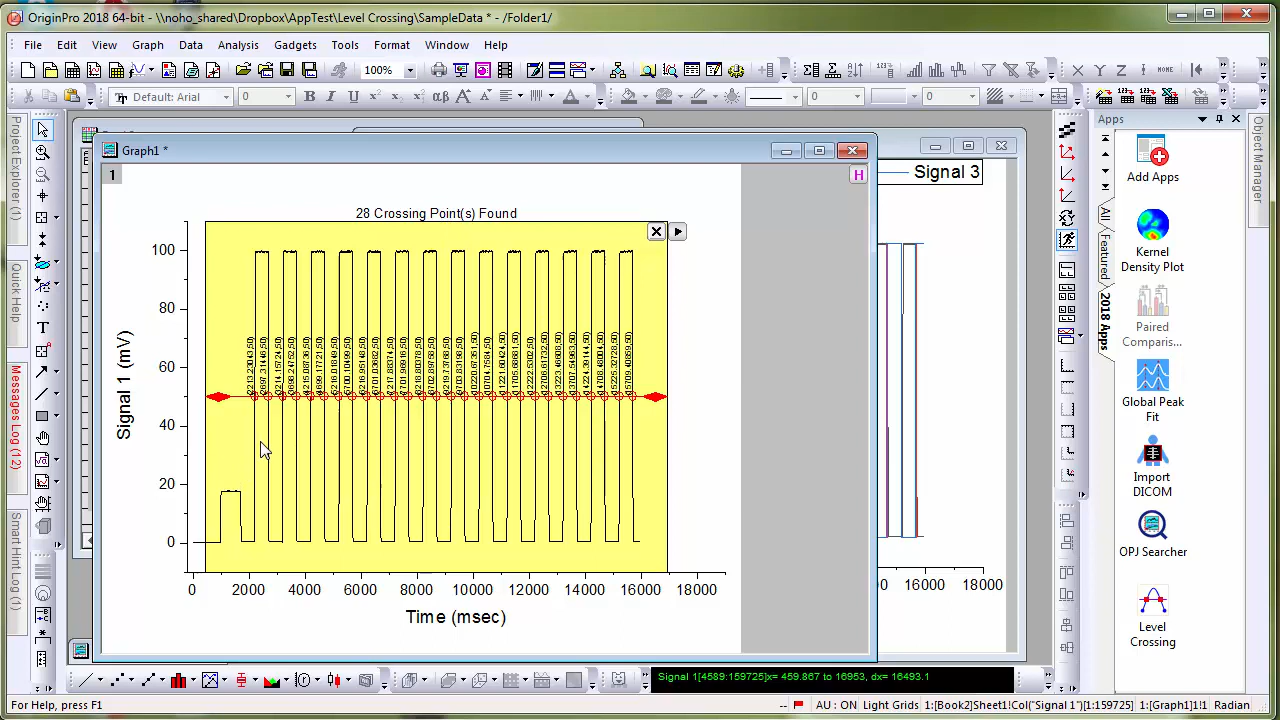 OriginPro 2018 64-bit - \\noho_shared\Dropbox\AppTest\Level Crossing\SampleData * - /Folder1/
File Edit View Graph Data Analysis Gadgets Tools Format Window Help
100%
X Y Z NONE
Default: Arial 0 B I U αβ A A A 0 0
Project Explorer (1)
Quick Help
Messages Log (12)
Smart Hint Log (1)
Graph1 *
1
H
28 Crossing Point(s) Found
100
80
60
40
20
0
Signal 1 (mV)
0 2000 4000 6000 8000 10000 12000 14000 16000 18000
Time (msec)
Signal 3
16000 18000
Apps
Add Apps
Kernel
Density Plot
Paired
Comparis...
Global Peak
Fit
Import
DICOM
OPJ Searcher
Level
Crossing
All
Featured
2018 Apps
Object Manager
Signal 1[4589:159725]x= 459.867 to 16953, dx= 16493.1
For Help, press F1
-- AU : ON Light Grids 1:[Book2]Sheet1!Col("Signal 1")[1:159725] 1:[Graph1]1!1 Radian